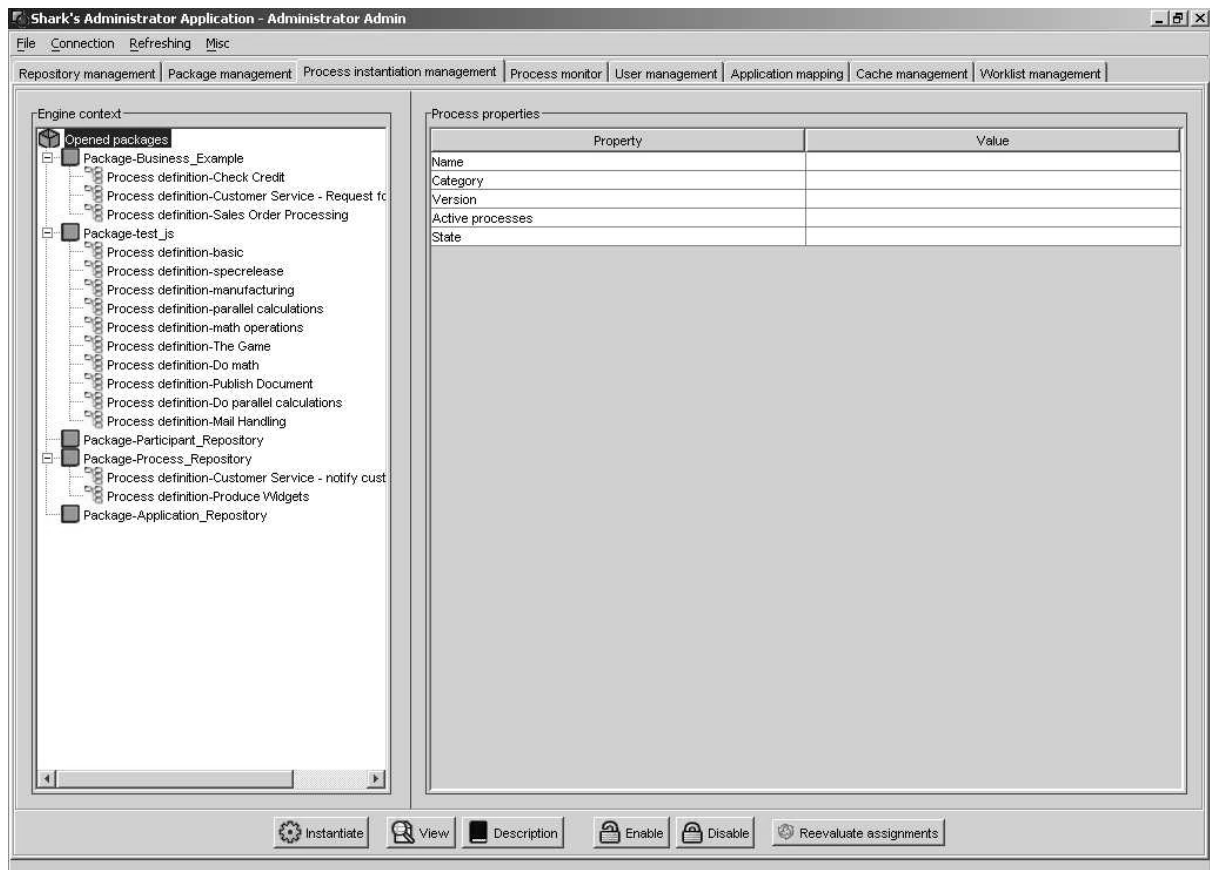 Shark's Administrator Application - Administrator Admin
File Connection Refreshing Misc
Repository management Package management Process instantiation management Process monitor User management Application mapping Cache management Worklist management
Engine context
Opened packages
Package-Business_Example
Process definition-Check Credit
Process definition-Customer Service - Request fo
Process definition-Sales Order Processing
Package-test_js
Process definition-basic
Process definition-specrelease
Process definition-manufacturing
Process definition-parallel calculations
Process definition-math operations
Process definition-The Game
Process definition-Do math
Process definition-Publish Document
Process definition-Do parallel calculations
Process definition-Mail Handling
Package-Participant_Repository
Package-Process_Repository
Process definition-Customer Service - notify cust
Process definition-Produce Widgets
Package-Application_Repository
Process properties
Property Value
Name
Category
Version
Active processes
State
Instantiate View Description Enable Disable Reevaluate assignments